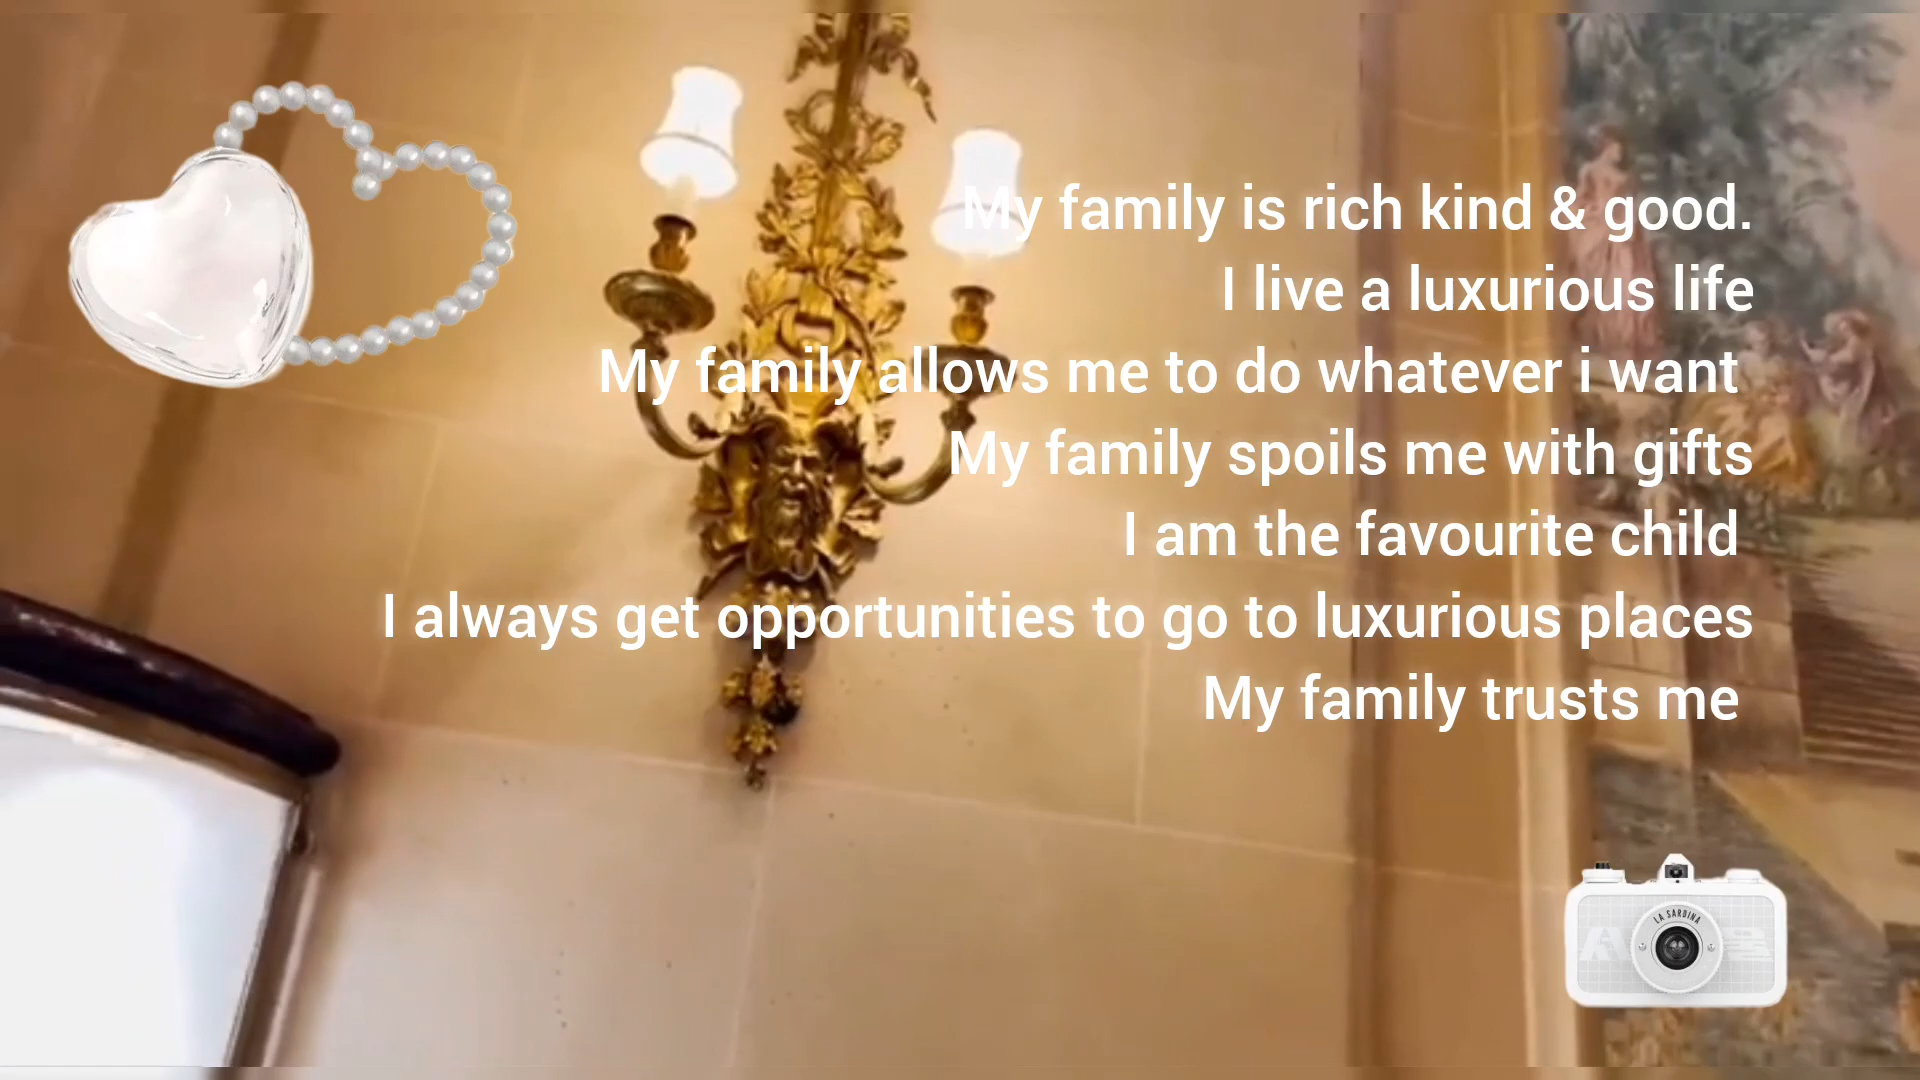 My family is rich kind & good.
I live a luxurious life
My family allows me to do whatever i want
My family spoils me with gifts
I am the favourite child
I always get opportunities to go to luxurious places
My family trusts me
LA SARDINA